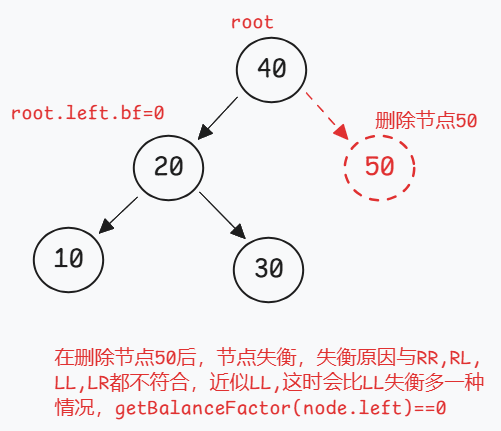 root
40
root.left.bf=0
删除节点50
20
50
10
30
在删除节点50后，节点失衡，失衡原因与RR,RL,
LL,LR都不符合，近似LL,这时会比LL失衡多一种
情况，getBalanceFactor(node.left)==0